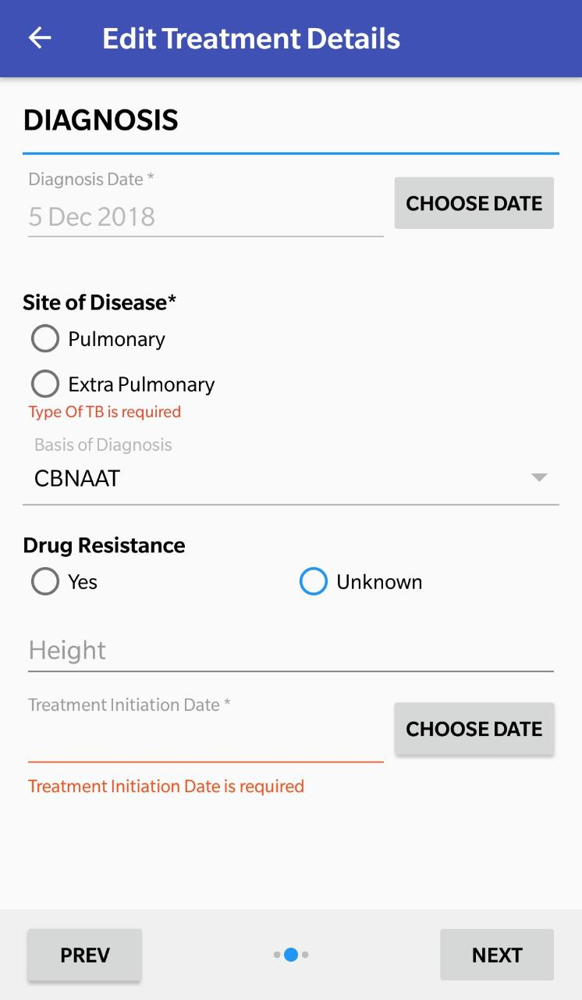 Edit Treatment Details
DIAGNOSIS
Diagnosis Date *
5 Dec 2018
CHOOSE DATE
Site of Disease*
Pulmonary
Extra Pulmonary
Type Of TB is required
Basis of Diagnosis
CBNAAT
Drug Resistance
Yes
Unknown
Height
Treatment Initiation Date *
CHOOSE DATE
Treatment Initiation Date is required
PREV
NEXT